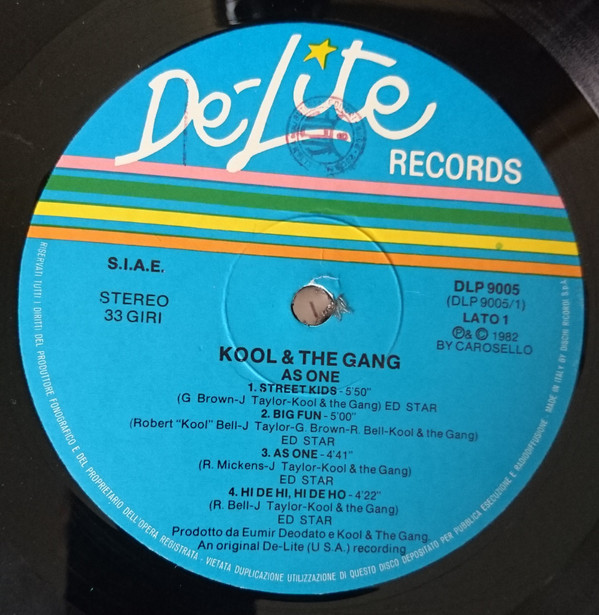 De-Lite
RECORDS
S.I.A.E.
STEREO
33 GIRI
DLP 9005
(DLP 9005/1)
LATO 1
Ⓟ & © 1982
BY CAROSELLO
KOOL & THE GANG
AS ONE
1. STREET KIDS - 5'50"
(G Brown-J Taylor-Kool & the Gang) ED STAR
2. BIG FUN - 5'00"
(Robert "Kool" Bell-J Taylor-G. Brown-R. Bell-Kool & the Gang)
ED STAR
3. AS ONE - 4'41"
(R. Mickens-J Taylor-Kool & the Gang)
ED STAR
4. HI DE HI, HI DE HO - 4'22"
(R. Bell-J Taylor-Kool & the Gang)
ED STAR
Prodotto da Eumir Deodato e Kool & The Gang.
An original De-Lite (U S A.) recording
RISERVATI TUTTI I DIRITTI DEL PRODUTTORE FONOGRAFICO E DEL PROPRIETARIO DELL'OPERA REGISTRATA - VIETATA DUPLICAZIONE UTILIZZAZIONE DI QUESTO DISCO DEPOSITATO PER PUBBLICA ESECUZIONE E RADIODIFFUSIONE. MADE IN ITALY BY DISCHI RICORDI S.p.A.